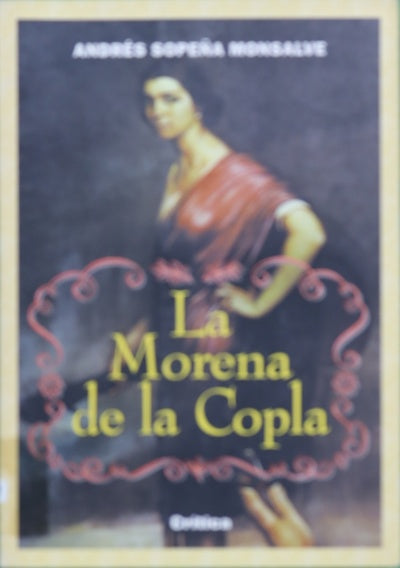 ANDRÉS SOPEÑA MONSALVE
La
Morena
de la Copla
Crítica